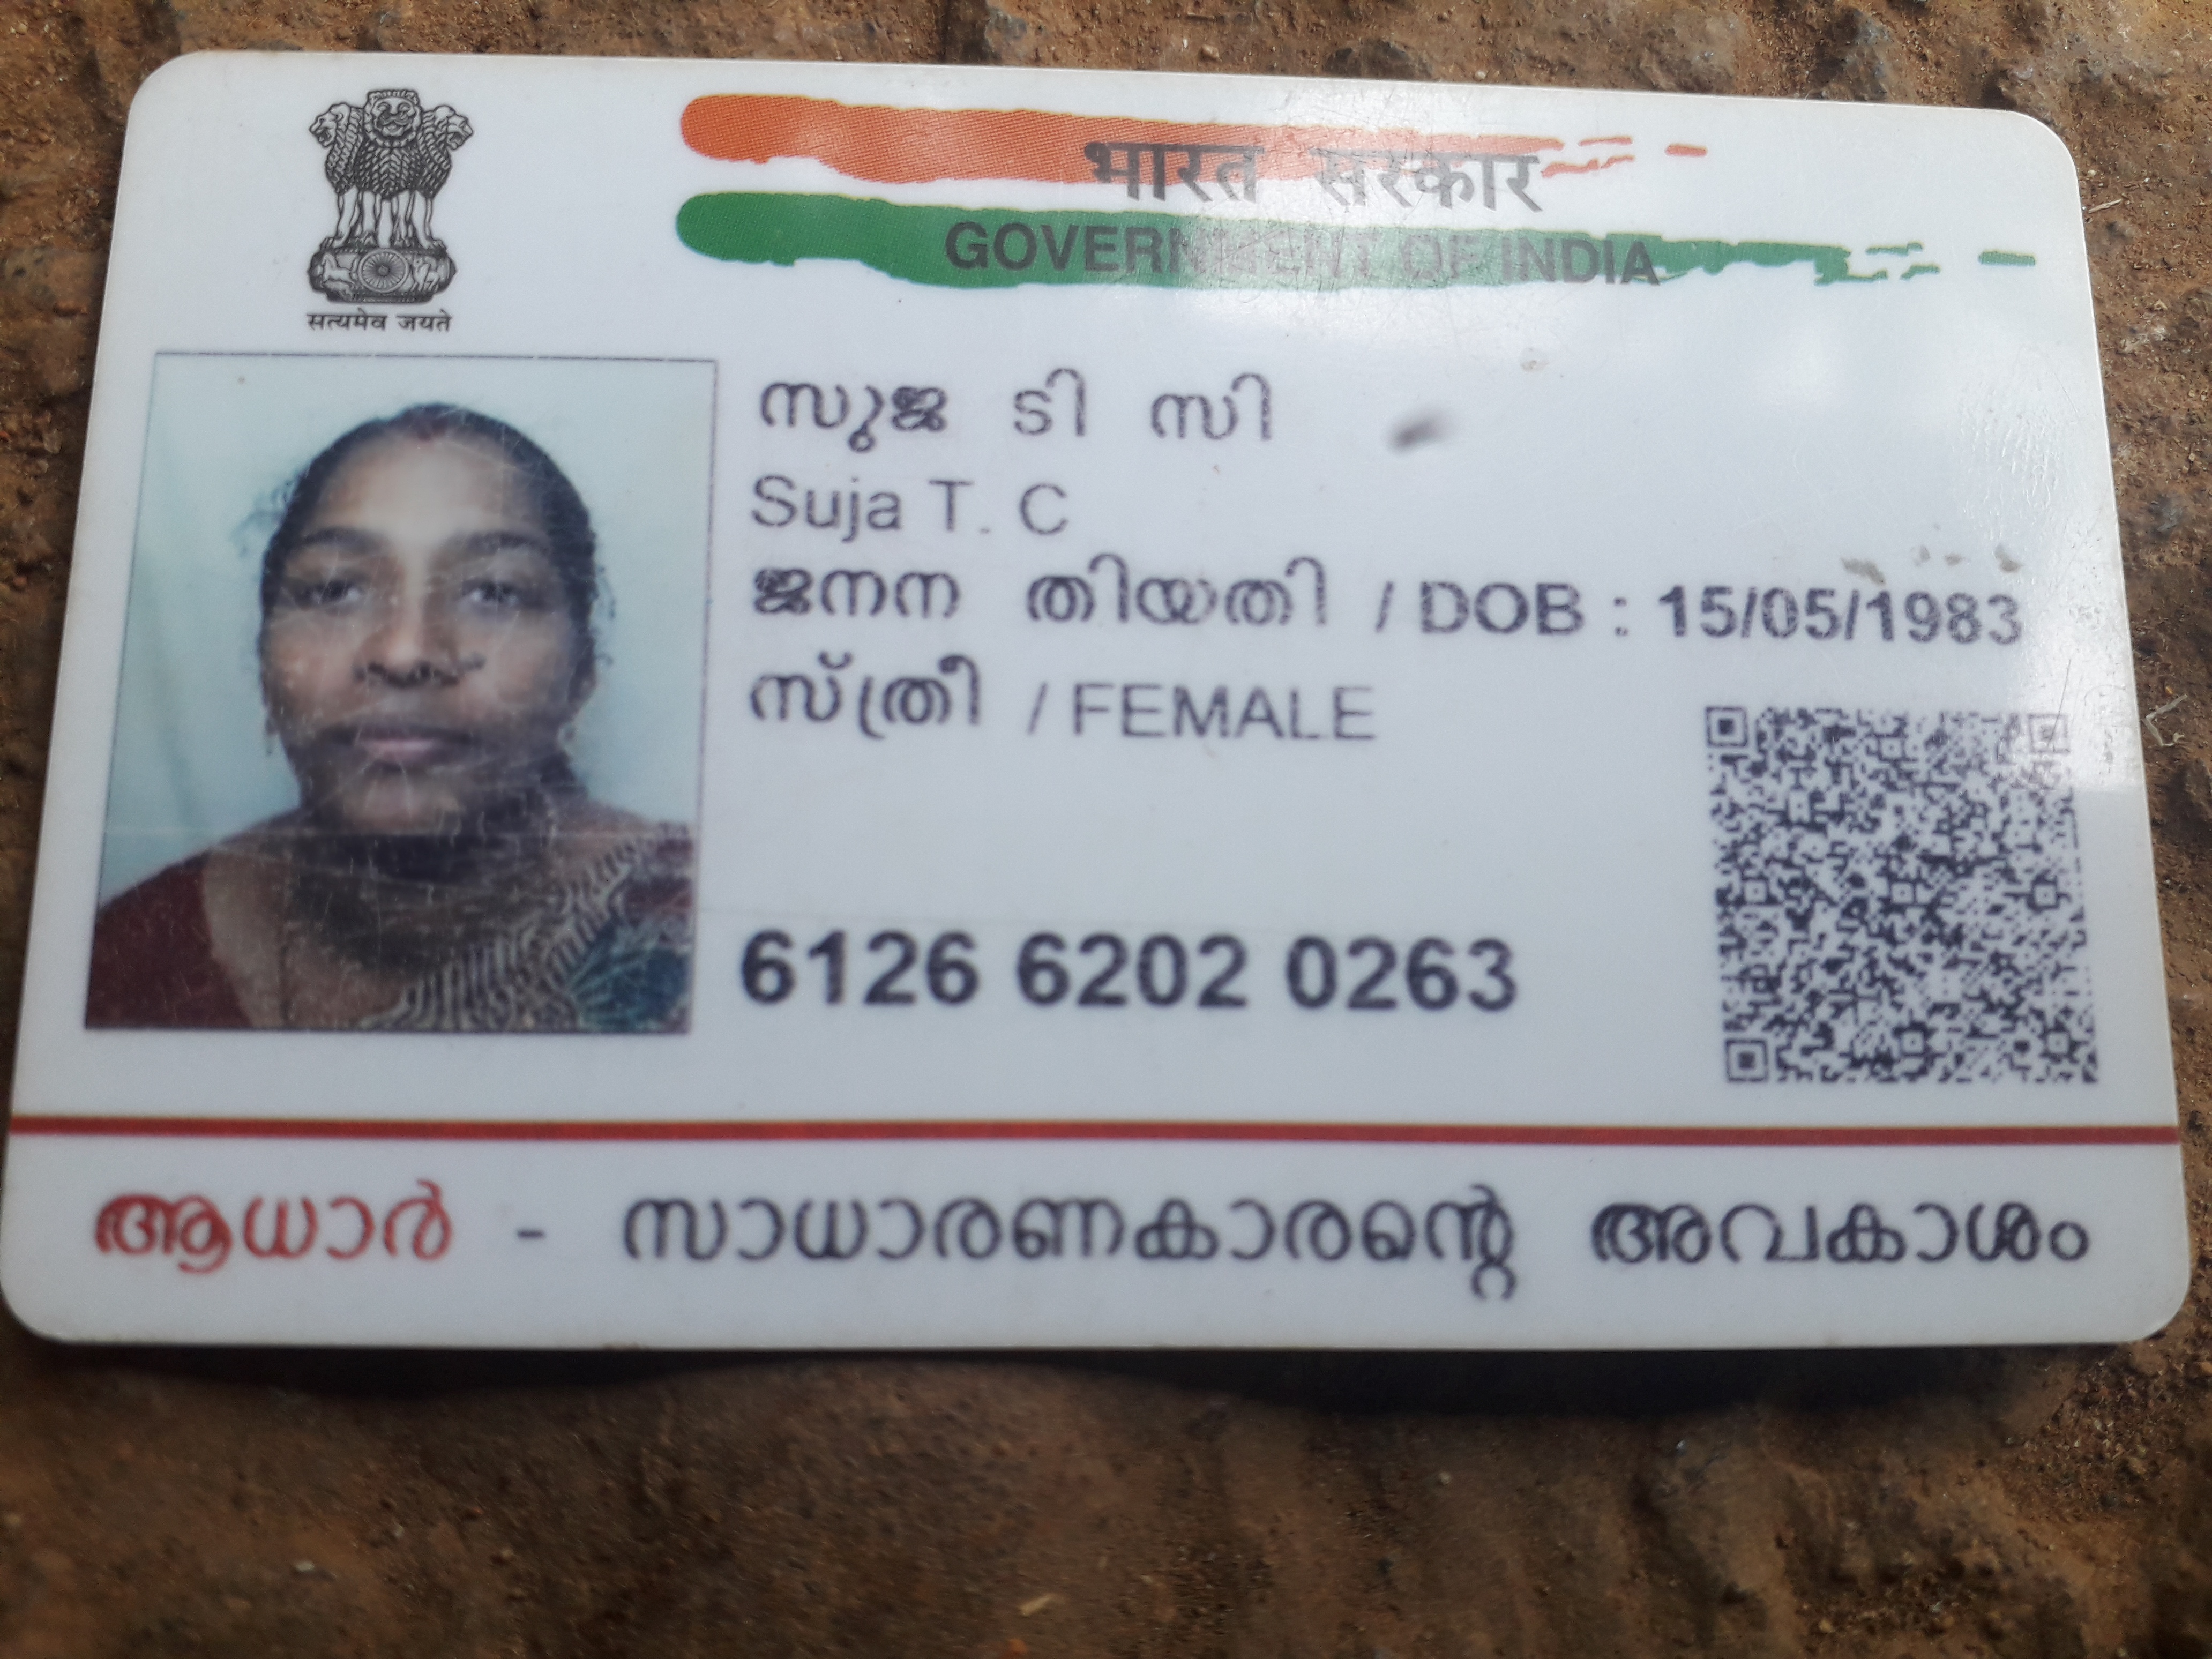 भारत सरकार
GOVERNMENT OF INDIA
सत्यमेव जयते
സുജ ടി സി
Suja T. C
ജനന തിയതി / DOB : 15/05/1983
സ്ത്രീ / FEMALE
6126 6202 0263
ആധാർ - സാധാരണക്കാരന്റെ അവകാശം